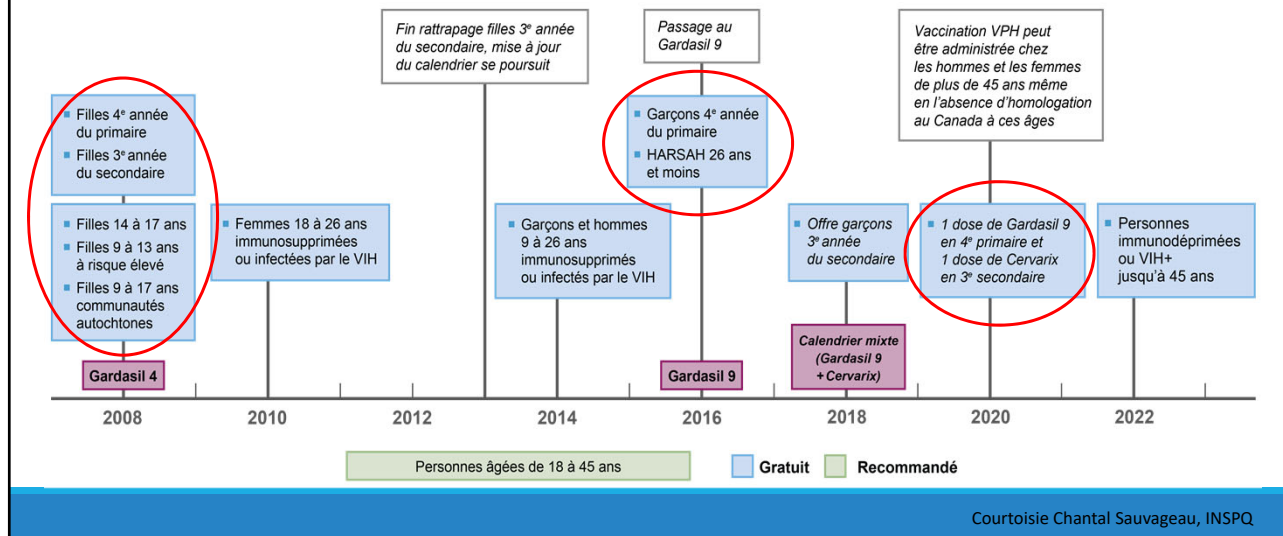 Fin rattrapage filles 3e année
du secondaire, mise à jour
du calendrier se poursuit
Passage au
Gardasil 9
Vaccination VPH peut
être administrée chez
les hommes et les femmes
de plus de 45 ans même
en l'absence d'homologation
au Canada à ces âges
Filles 4e année
du primaire
Filles 3e année
du secondaire
Garçons 4e année
du primaire
HARSAH 26 ans
et moins
Filles 14 à 17 ans
Filles 9 à 13 ans
à risque élevé
Filles 9 à 17 ans
communautés
autochtones
Femmes 18 à 26 ans
immunosupprimées
ou infectées par le VIH
Garçons et hommes
9 à 26 ans
immunosupprimés
ou infectés par le VIH
Offre garçons
3e année
du secondaire
1 dose de Gardasil 9
en 4e primaire et
1 dose de Cervarix
en 3e secondaire
Personnes
immunodéprimées
ou VIH+
jusqu'à 45 ans
Gardasil 4
Gardasil 9
Calendrier mixte
(Gardasil 9
+ Cervarix)
2008
2010
2012
2014
2016
2018
2020
2022
Personnes âgées de 18 à 45 ans
Gratuit
Recommandé
Courtoisie Chantal Sauvageau, INSPQ